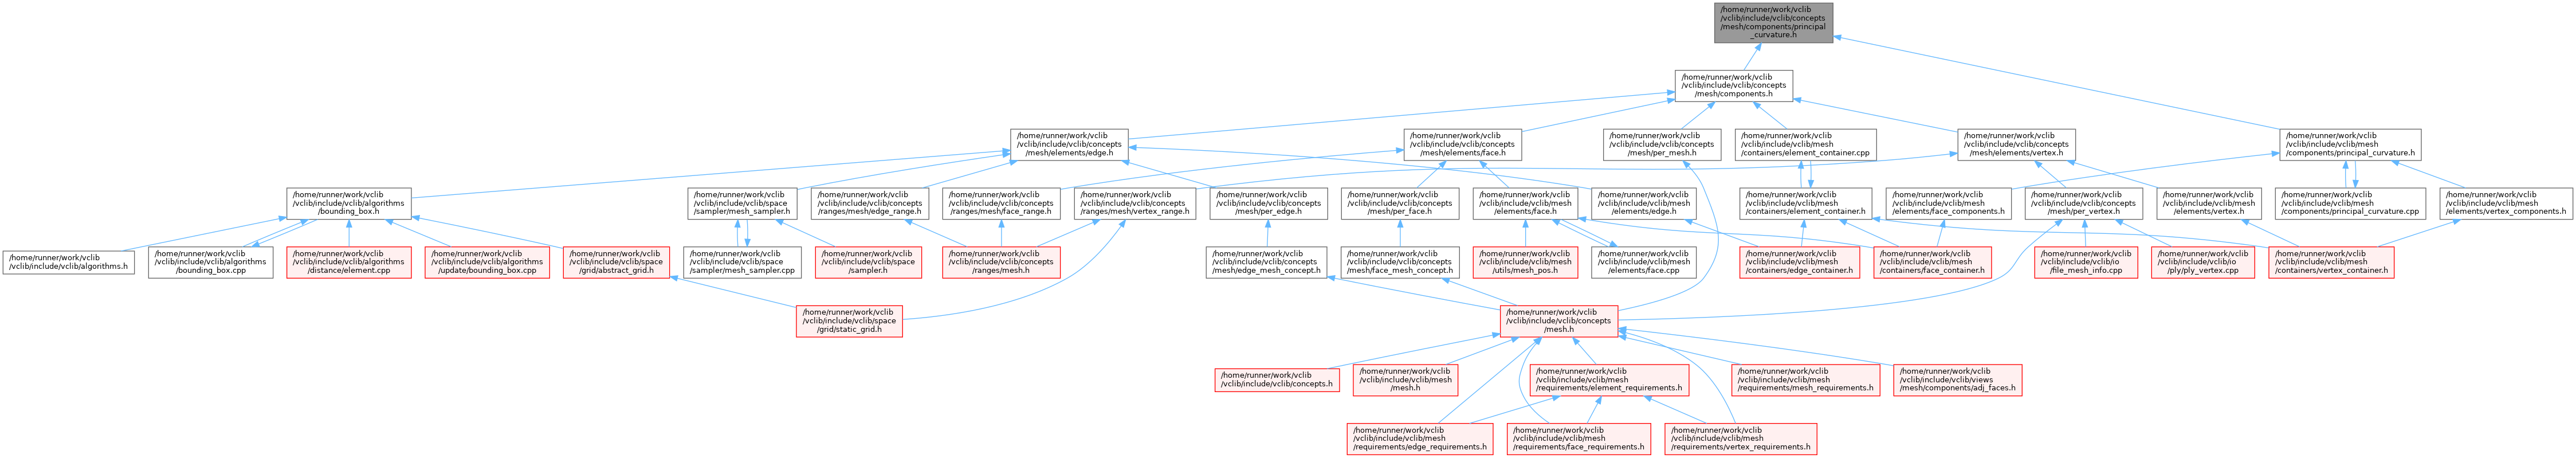 /home/runner/work/vclib
/vclib/include/vclib/concepts
/mesh/components/principal
_curvature.h
/home/runner/work/vclib
/vclib/include/vclib/concepts
/mesh/components.h
/home/runner/work/vclib
/vclib/include/vclib/concepts
/mesh/elements/edge.h
/home/runner/work/vclib
/vclib/include/vclib/concepts
/mesh/elements/face.h
/home/runner/work/vclib
/vclib/include/vclib/concepts
/mesh/per_mesh.h
/home/runner/work/vclib
/vclib/include/vclib/mesh
/containers/element_container.cpp
/home/runner/work/vclib
/vclib/include/vclib/concepts
/mesh/elements/vertex.h
/home/runner/work/vclib
/vclib/include/vclib/mesh
/components/principal_curvature.h
/home/runner/work/vclib
/vclib/include/vclib/algorithms
/bounding_box.h
/home/runner/work/vclib
/vclib/include/vclib/space
/sampler/mesh_sampler.h
/home/runner/work/vclib
/vclib/include/vclib/concepts
/ranges/mesh/edge_range.h
/home/runner/work/vclib
/vclib/include/vclib/concepts
/ranges/mesh/face_range.h
/home/runner/work/vclib
/vclib/include/vclib/concepts
/ranges/mesh/vertex_range.h
/home/runner/work/vclib
/vclib/include/vclib/concepts
/mesh/per_edge.h
/home/runner/work/vclib
/vclib/include/vclib/concepts
/mesh/per_face.h
/home/runner/work/vclib
/vclib/include/vclib/mesh
/elements/face.h
/home/runner/work/vclib
/vclib/include/vclib/mesh
/elements/edge.h
/home/runner/work/vclib
/vclib/include/vclib/mesh
/containers/element_container.h
/home/runner/work/vclib
/vclib/include/vclib/mesh
/elements/face_components.h
/home/runner/work/vclib
/vclib/include/vclib/concepts
/mesh/per_vertex.h
/home/runner/work/vclib
/vclib/include/vclib/mesh
/elements/vertex.h
/home/runner/work/vclib
/vclib/include/vclib/mesh
/components/principal_curvature.cpp
/home/runner/work/vclib
/vclib/include/vclib/mesh
/elements/vertex_components.h
/home/runner/work/vclib
/vclib/include/vclib/algorithms.h
/home/runner/work/vclib
/vclib/include/vclib/algorithms
/bounding_box.cpp
/home/runner/work/vclib
/vclib/include/vclib/algorithms
/distance/element.cpp
/home/runner/work/vclib
/vclib/include/vclib/algorithms
/update/bounding_box.cpp
/home/runner/work/vclib
/vclib/include/vclib/space
/grid/abstract_grid.h
/home/runner/work/vclib
/vclib/include/vclib/space
/sampler/mesh_sampler.cpp
/home/runner/work/vclib
/vclib/include/vclib/space
/sampler.h
/home/runner/work/vclib
/vclib/include/vclib/concepts
/ranges/mesh.h
/home/runner/work/vclib
/vclib/include/vclib/concepts
/mesh/edge_mesh_concept.h
/home/runner/work/vclib
/vclib/include/vclib/concepts
/mesh/face_mesh_concept.h
/home/runner/work/vclib
/vclib/include/vclib/mesh
/utils/mesh_pos.h
/home/runner/work/vclib
/vclib/include/vclib/mesh
/elements/face.cpp
/home/runner/work/vclib
/vclib/include/vclib/mesh
/containers/edge_container.h
/home/runner/work/vclib
/vclib/include/vclib/mesh
/containers/face_container.h
/home/runner/work/vclib
/vclib/include/vclib/io
/file_mesh_info.cpp
/home/runner/work/vclib
/vclib/include/vclib/io
/ply/ply_vertex.cpp
/home/runner/work/vclib
/vclib/include/vclib/mesh
/containers/vertex_container.h
/home/runner/work/vclib
/vclib/include/vclib/space
/grid/static_grid.h
/home/runner/work/vclib
/vclib/include/vclib/concepts
/mesh.h
/home/runner/work/vclib
/vclib/include/vclib/concepts.h
/home/runner/work/vclib
/vclib/include/vclib/mesh
/mesh.h
/home/runner/work/vclib
/vclib/include/vclib/mesh
/requirements/element_requirements.h
/home/runner/work/vclib
/vclib/include/vclib/mesh
/requirements/mesh_requirements.h
/home/runner/work/vclib
/vclib/include/vclib/views
/mesh/components/adj_faces.h
/home/runner/work/vclib
/vclib/include/vclib/mesh
/requirements/edge_requirements.h
/home/runner/work/vclib
/vclib/include/vclib/mesh
/requirements/face_requirements.h
/home/runner/work/vclib
/vclib/include/vclib/mesh
/requirements/vertex_requirements.h